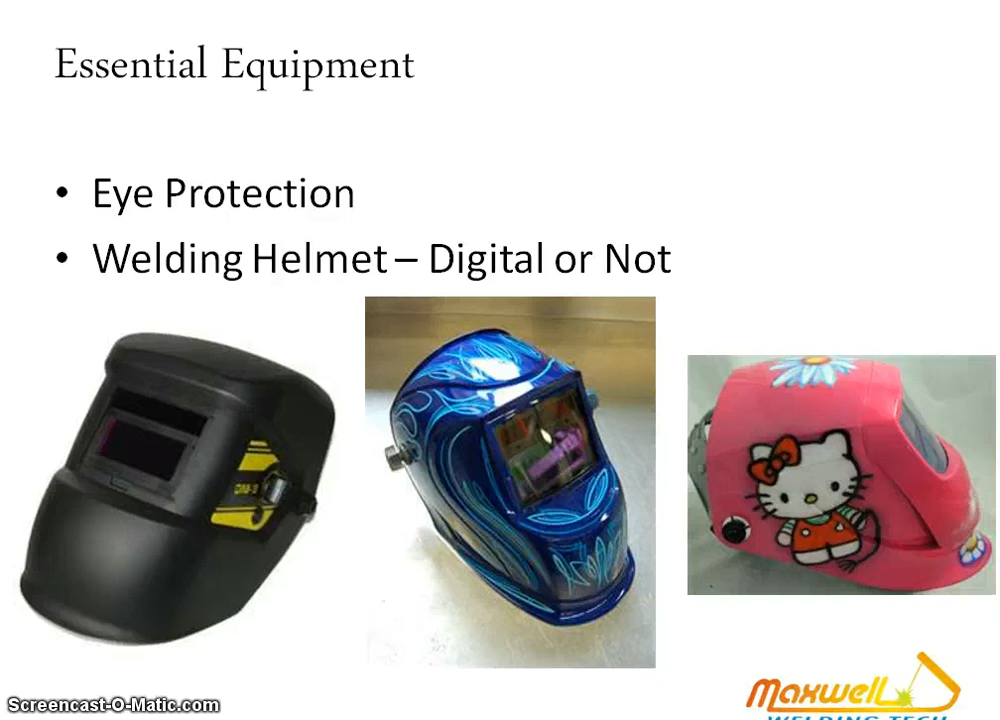 Essential Equipment
• Eye Protection
• Welding Helmet – Digital or Not
Maxwell
WELDING TECH
Screencast-O-Matic.com